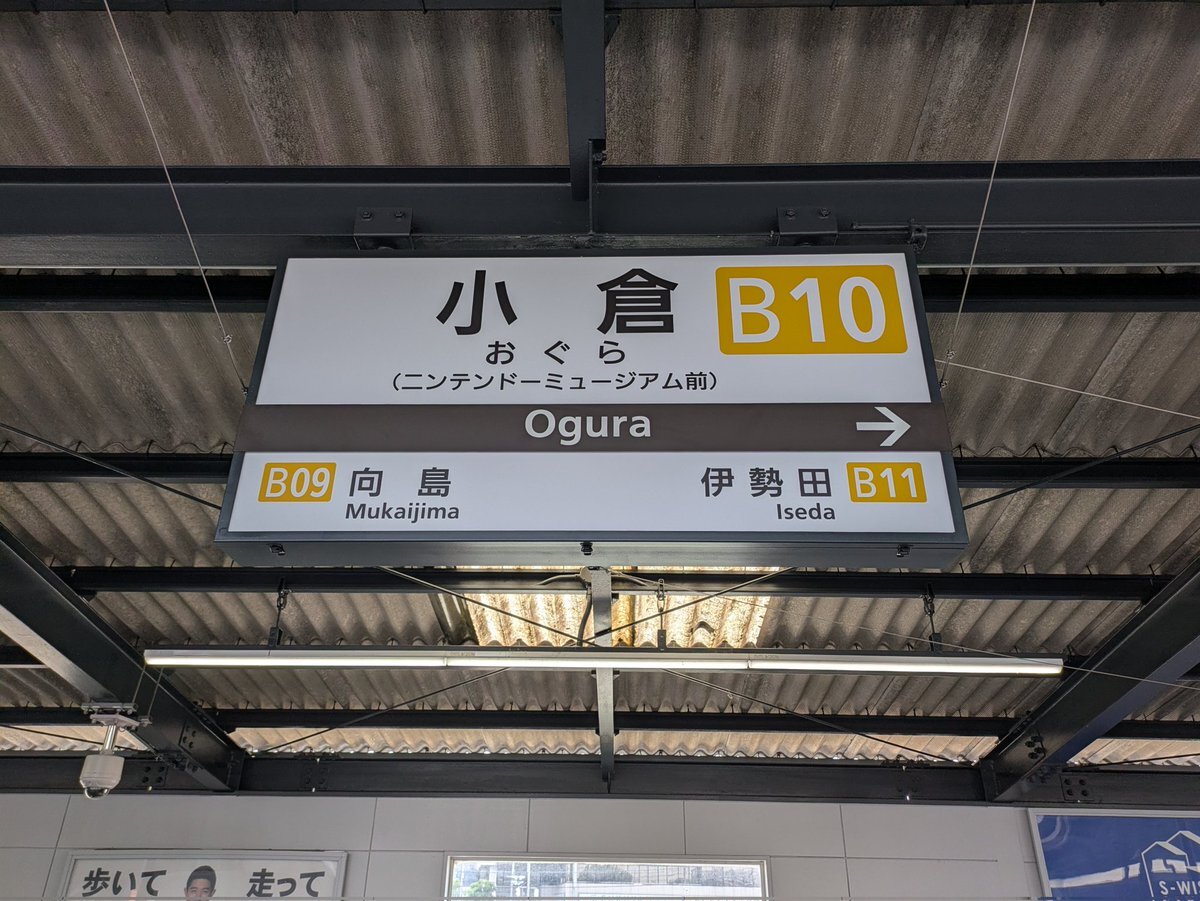 小倉 B10
おぐら
(ニンテンドーミュージアム前)
Ogura →
B09 向島
Mukaijima
伊勢田 B11
Iseda
歩いて 走って
S-WIS